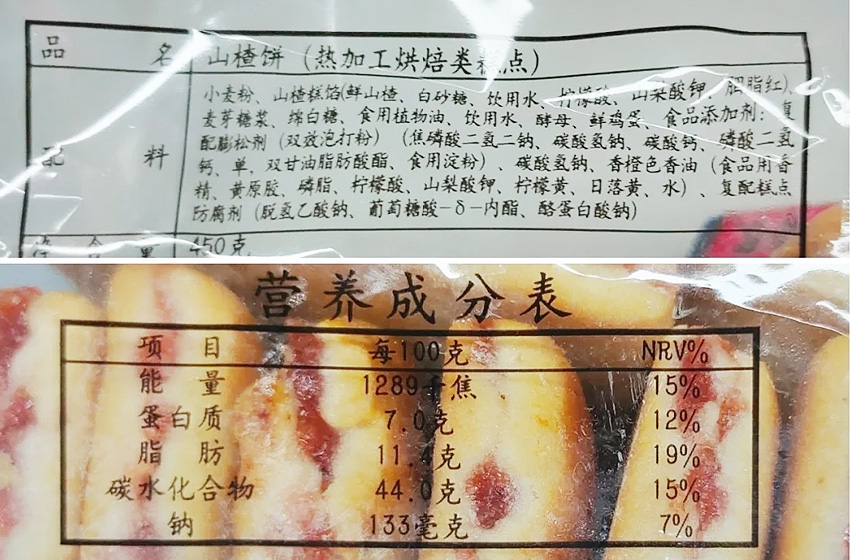 品 名 山楂饼（热加工烘焙类糕点）
配 料
小麦粉、山楂糕馅(鲜山楂、白砂糖、饮用水、柠檬酸、山梨酸钾、胭脂红)、
麦芽糖浆、绵白糖、食用植物油、饮用水、酵母、鲜鸡蛋、食品添加剂：复
配膨松剂（双效泡打粉）（焦磷酸二氢二钠、碳酸氢钠、碳酸钙、磷酸二氢
钙、单，双甘油脂肪酸酯、食用淀粉）、碳酸氢钠、香橙色香油（食品用香
精、黄原胶、磷脂、柠檬酸、山梨酸钾、柠檬黄、日落黄、水）、复配糕点
防腐剂（脱氢乙酸钠、葡萄糖酸-δ-内酯、酪蛋白酸钠）
净 含 量 450克
营养成分表
项 目 每100克 NRV%
能 量 1289千焦 15%
蛋白质 7.0克 12%
脂 肪 11.4克 19%
碳水化合物 44.0克 15%
钠 133毫克 7%